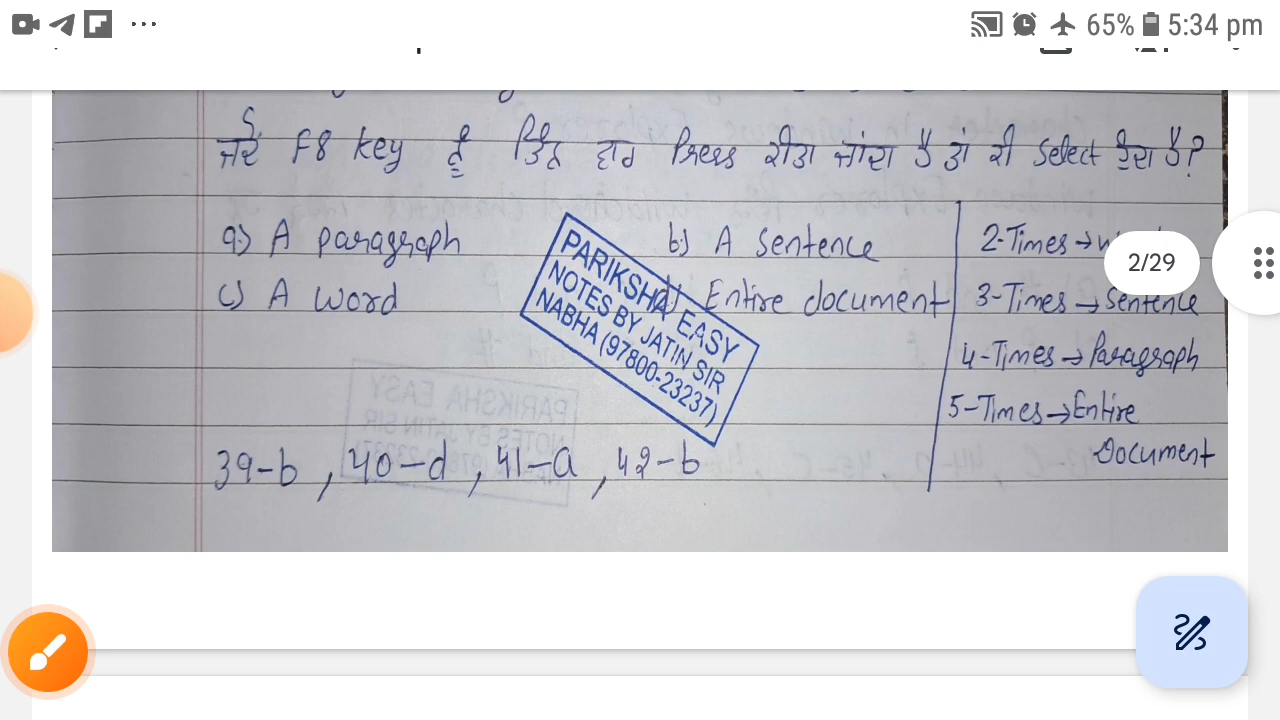 65% 5:34 pm
ਜਦੋਂ F8 key ਨੂੰ ਤਿੰਨ ਵਾਰ Press ਕੀਤਾ ਜਾਂਦਾ ਹੈ ਤਾਂ ਕੀ Select ਹੁੰਦਾ ਹੈ?
a) A paragraph
b) A Sentence
c) A word
d) Entire document
2-Times →
2/29
3-Times → Sentence
4-Times → Paragraph
5-Times → Entire
Document
PARIKSHA EASY
NOTES BY JATIN SIR
NABHA (97800-23237)
39-b, 40-d, 41-a, 42-b